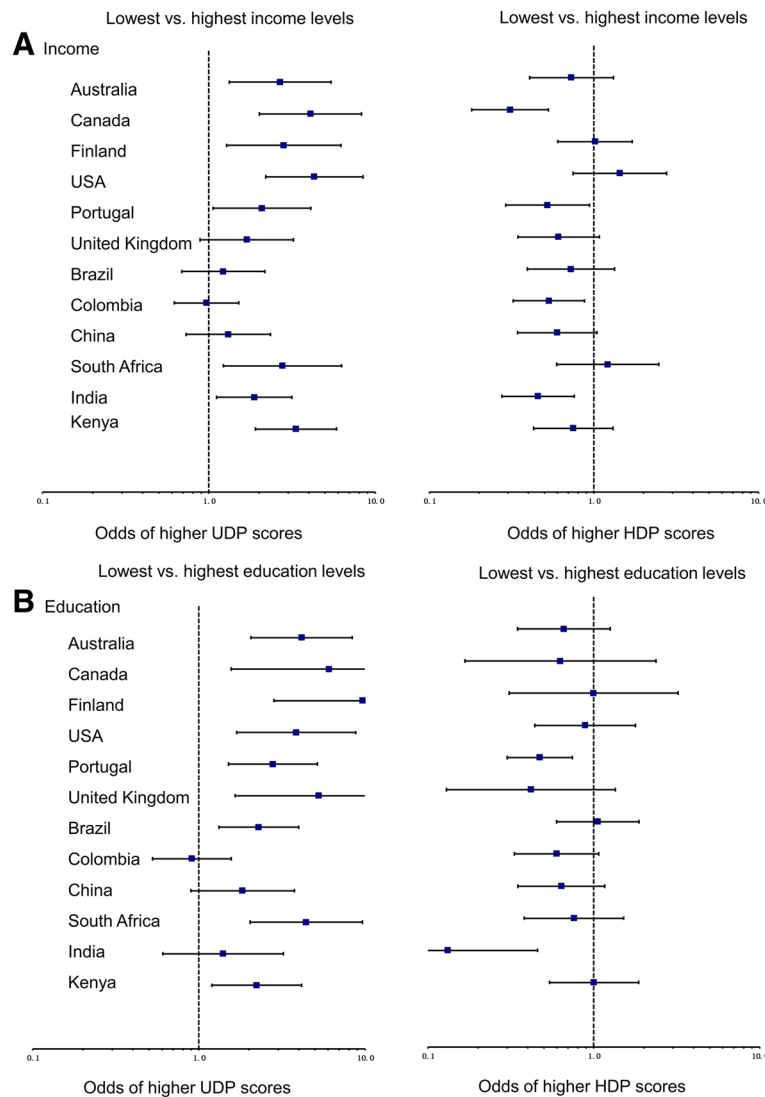 Lowest vs. highest income levels
Lowest vs. highest income levels
A Income
Australia
Canada
Finland
USA
Portugal
United Kingdom
Brazil
Colombia
China
South Africa
India
Kenya
0.1 1.0 10.0
0.1 1.0 10.0
Odds of higher UDP scores
Odds of higher HDP scores
Lowest vs. highest education levels
Lowest vs. highest education levels
B Education
Australia
Canada
Finland
USA
Portugal
United Kingdom
Brazil
Colombia
China
South Africa
India
Kenya
0.1 1.0 10.0
0.1 1.0 10.0
Odds of higher UDP scores
Odds of higher HDP scores